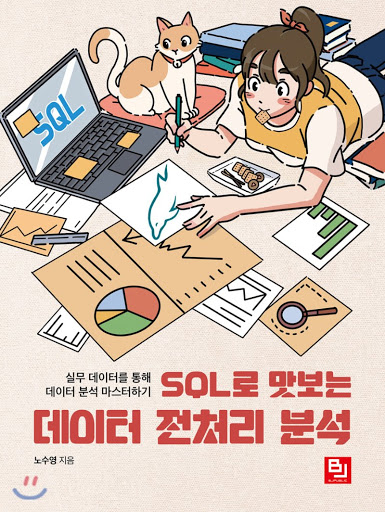 SQL
실무 데이터를 통해
데이터 분석 마스터하기
SQL로 맛보는
데이터 전처리 분석
노수영 지음
BJ
BJPUBLIC